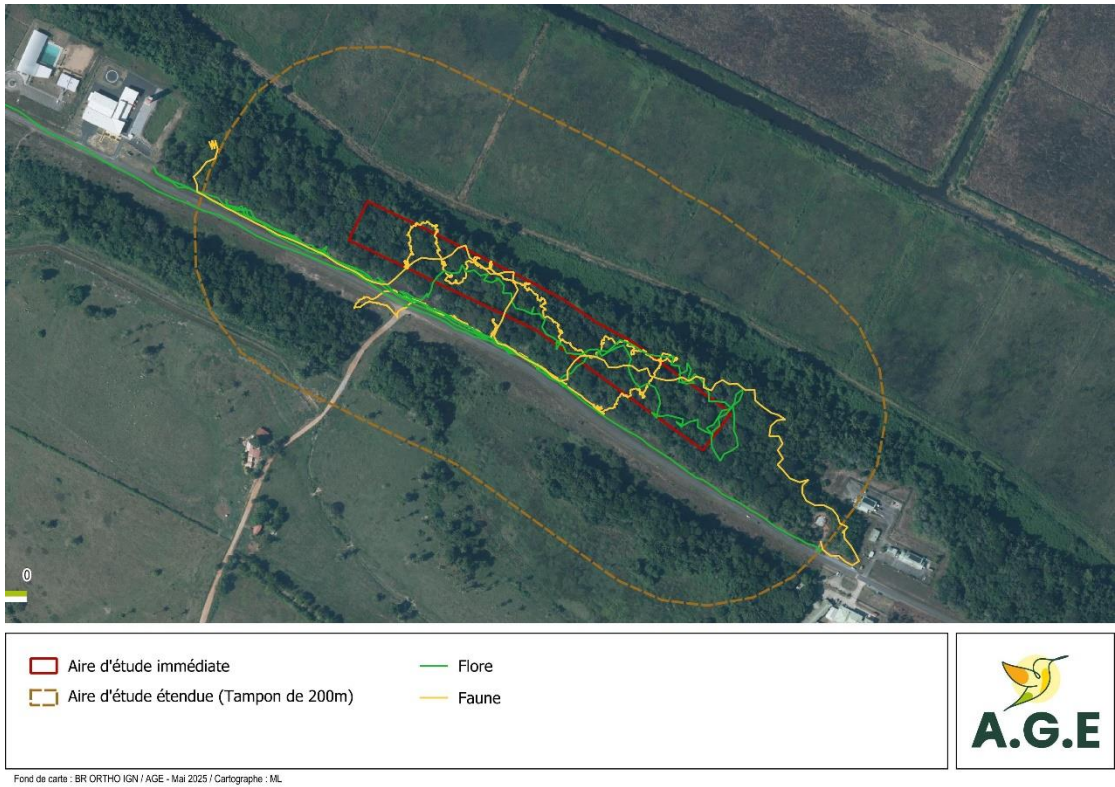 0
Aire d'étude immédiate
Aire d'étude étendue (Tampon de 200m)
Flore
Faune
A.G.E
Fond de carte : BR ORTHO IGN / AGE - Mai 2025 / Cartographe : ML